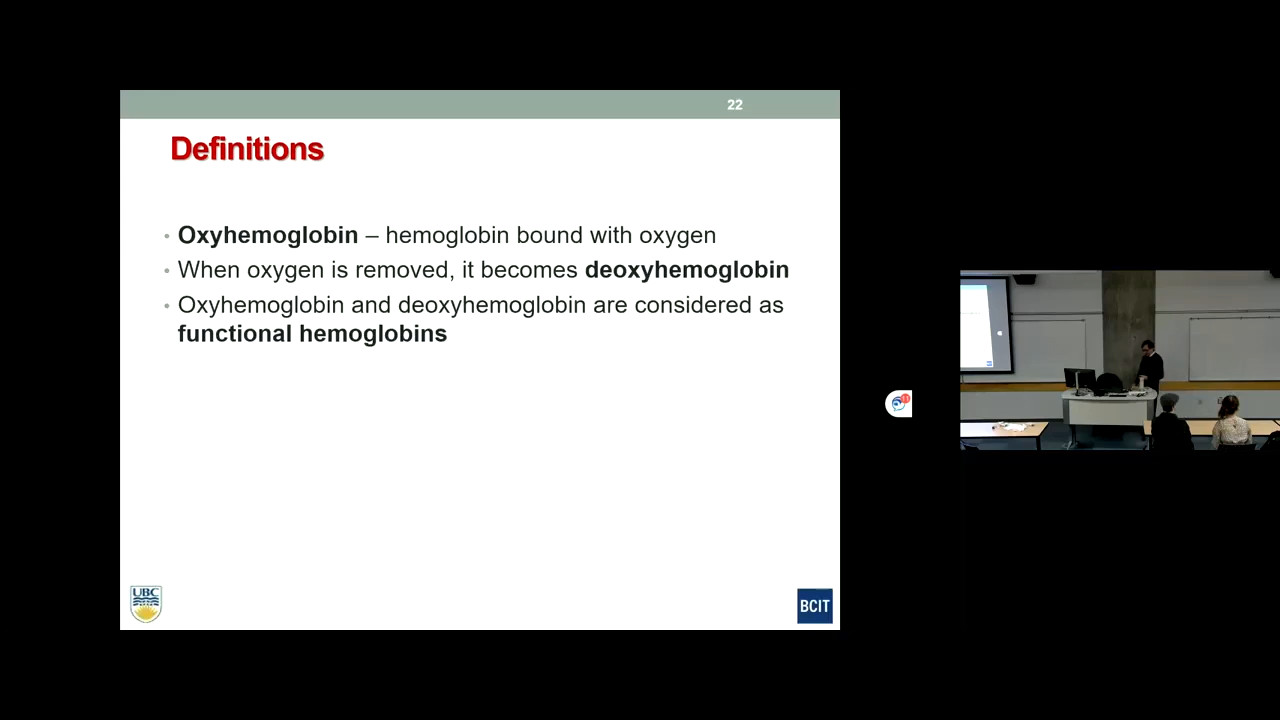 22
Definitions
• Oxyhemoglobin – hemoglobin bound with oxygen
• When oxygen is removed, it becomes deoxyhemoglobin
• Oxyhemoglobin and deoxyhemoglobin are considered as
functional hemoglobins
UBC
BCIT